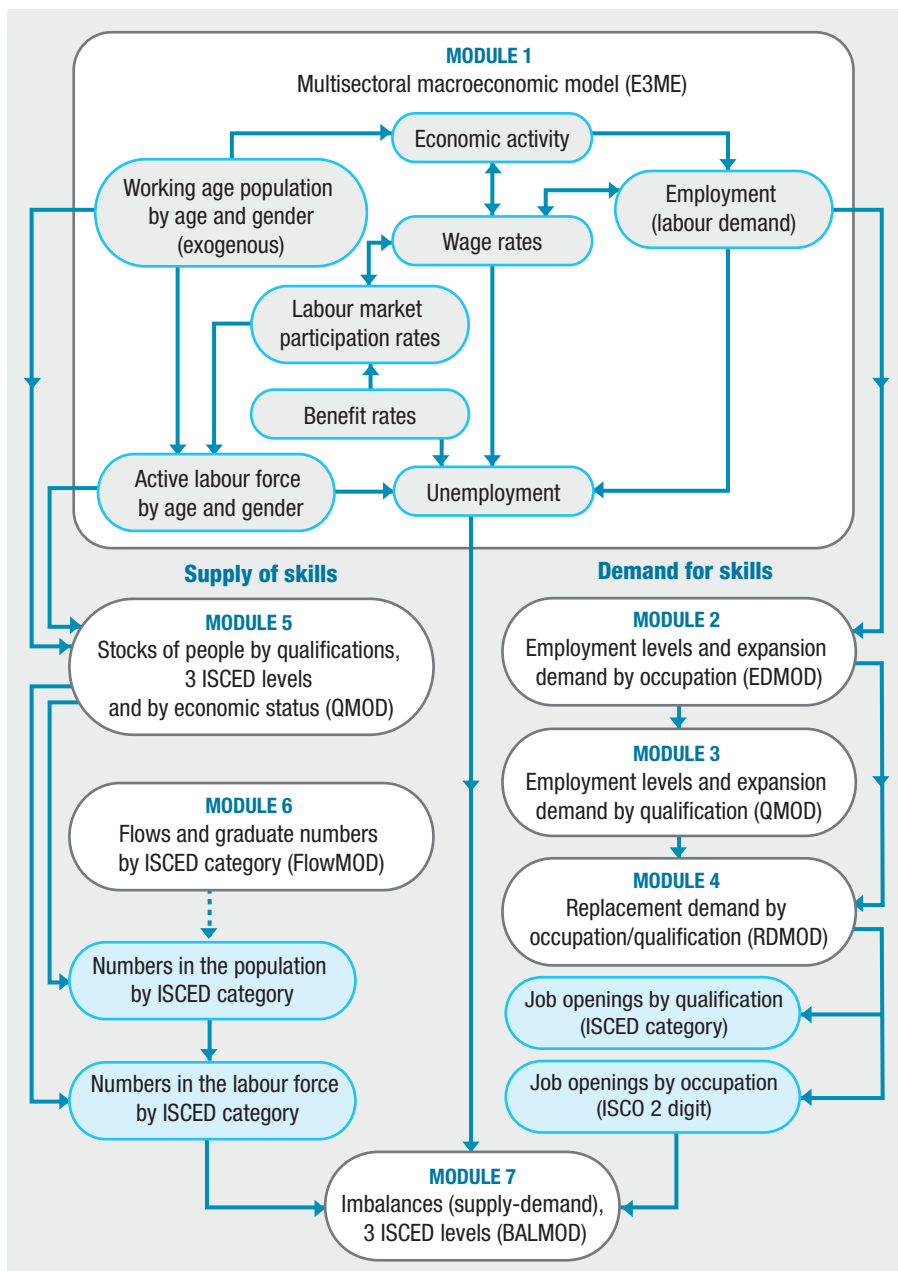 MODULE 1
Multisectoral macroeconomic model (E3ME)
Economic activity
Working age population
by age and gender
(exogenous)
Employment
(labour demand)
Wage rates
Labour market
participation rates
Benefit rates
Active labour force
by age and gender
Unemployment
Supply of skills
Demand for skills
MODULE 5
Stocks of people by qualifications,
3 ISCED levels
and by economic status (QMOD)
MODULE 2
Employment levels and expansion
demand by occupation (EDMOD)
MODULE 3
Employment levels and expansion
demand by qualification (QMOD)
MODULE 6
Flows and graduate numbers
by ISCED category (FlowMOD)
MODULE 4
Replacement demand by
occupation/qualification (RDMOD)
Numbers in the population
by ISCED category
Job openings by qualification
(ISCED category)
Numbers in the labour force
by ISCED category
Job openings by occupation
(ISCO 2 digit)
MODULE 7
Imbalances (supply-demand),
3 ISCED levels (BALMOD)